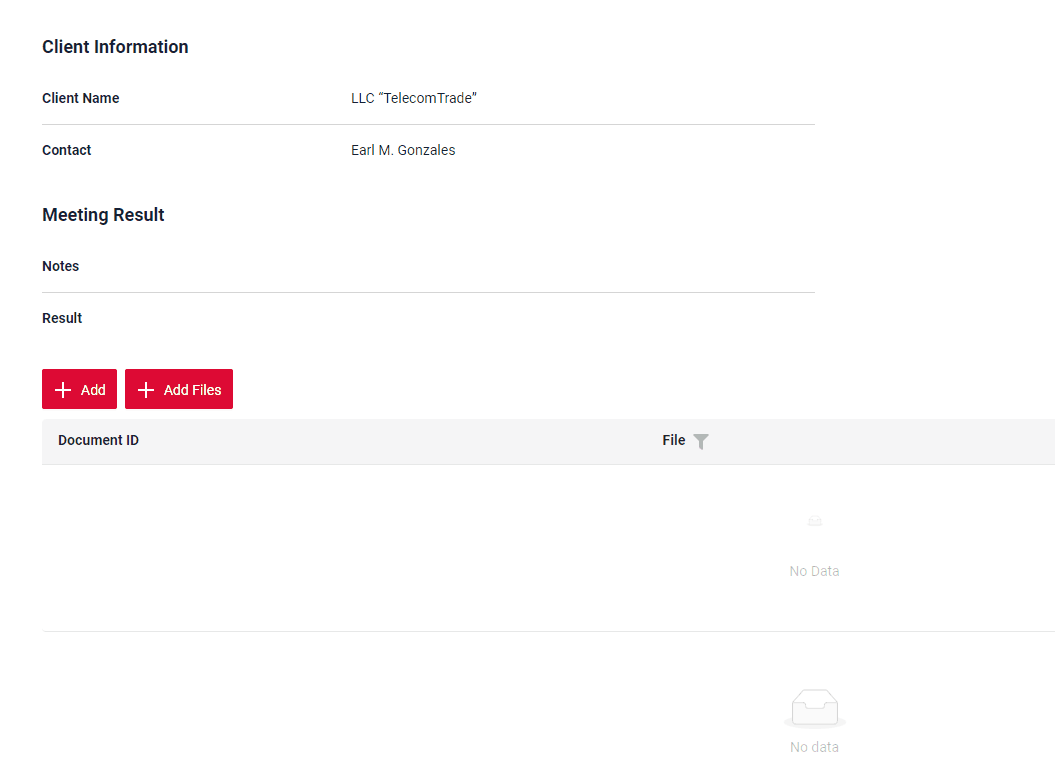 Client Information
Client Name LLC “TelecomTrade”
Contact Earl M. Gonzales
Meeting Result
Notes
Result
Add Add Files
Document ID File
No Data
No data